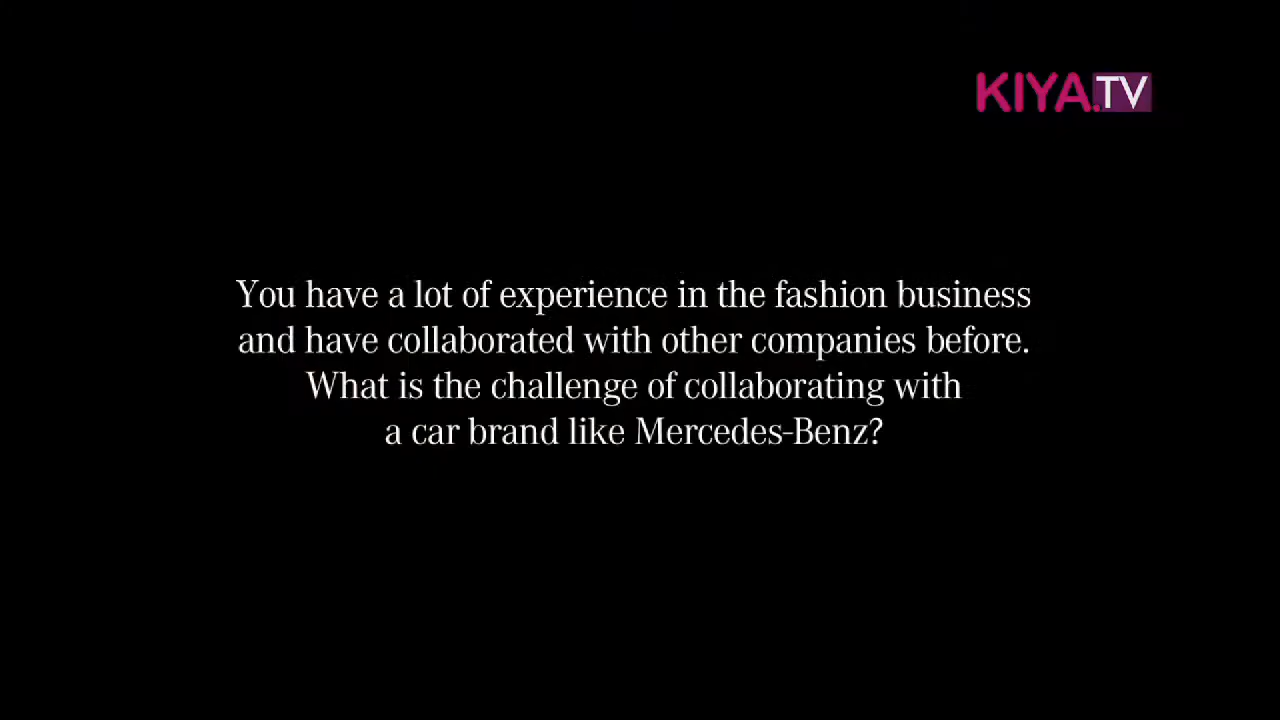 KIYA.TV
You have a lot of experience in the fashion business
and have collaborated with other companies before.
What is the challenge of collaborating with
a car brand like Mercedes-Benz?